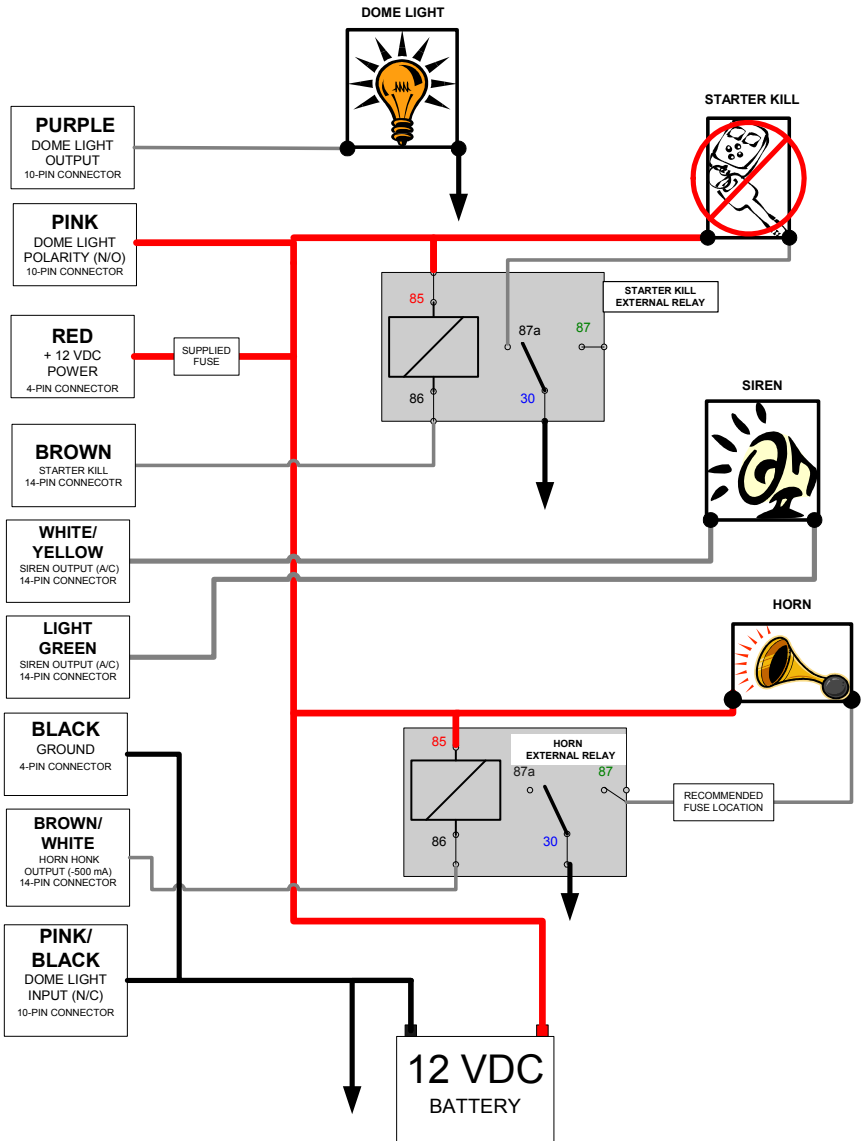 DOME LIGHT
STARTER KILL
PURPLE
DOME LIGHT
OUTPUT
10-PIN CONNECTOR
PINK
DOME LIGHT
POLARITY (N/O)
10-PIN CONNECTOR
STARTER KILL
EXTERNAL RELAY
85
87a
87
86
30
RED
+ 12 VDC
POWER
4-PIN CONNECTOR
SUPPLIED
FUSE
SIREN
BROWN
STARTER KILL
14-PIN CONNECOTR
WHITE/
YELLOW
SIREN OUTPUT (A/C)
14-PIN CONNECTOR
LIGHT
GREEN
SIREN OUTPUT (A/C)
14-PIN CONNECTOR
HORN
BLACK
GROUND
4-PIN CONNECTOR
85
HORN
EXTERNAL RELAY
87a
87
86
30
RECOMMENDED
FUSE LOCATION
BROWN/
WHITE
HORN HONK
OUTPUT (-500 mA)
14-PIN CONNECTOR
PINK/
BLACK
DOME LIGHT
INPUT (N/C)
10-PIN CONNECTOR
12 VDC
BATTERY